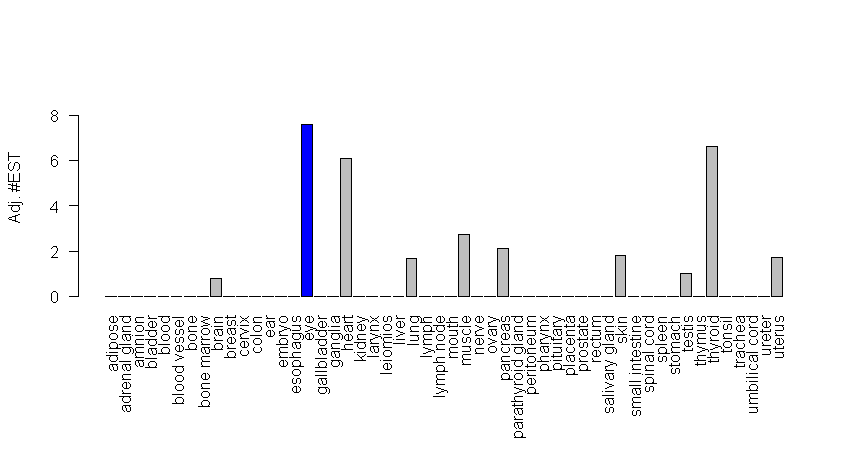 Adj. #EST
8
6
4
2
0
adipose
adrenal gland
amnion
bladder
blood
blood vessel
bone
bone marrow
brain
breast
cervix
colon
ear
embryo
esophagus
eye
gallbladder
ganglia
heart
kidney
larynx
leiomios
liver
lung
lymph
lymph node
mouth
muscle
nerve
ovary
pancreas
parathyroid gland
peritoneum
pharynx
pituitary
placenta
prostate
rectum
salivary gland
skin
small intestine
spinal cord
spleen
stomach
testis
thymus
thyroid
tonsil
trachea
umbilical cord
ureter
uterus